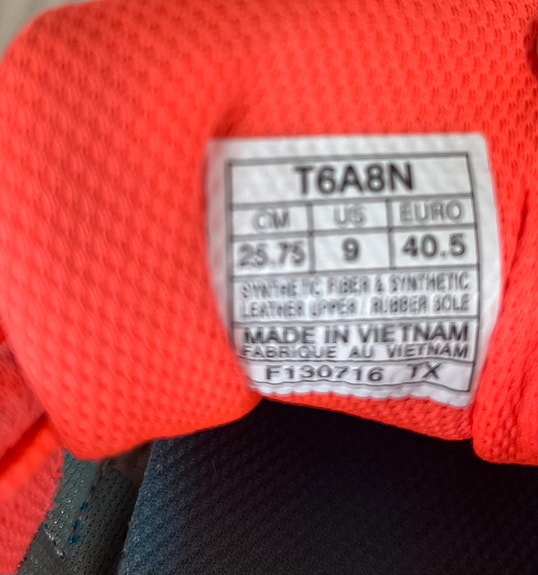 T6A8N
CM US EURO
25.75 9 40.5
SYNTHETIC FIBER & SYNTHETIC
LEATHER UPPER / RUBBER SOLE
MADE IN VIETNAM
FABRIQUE AU VIETNAM
F130716 TX